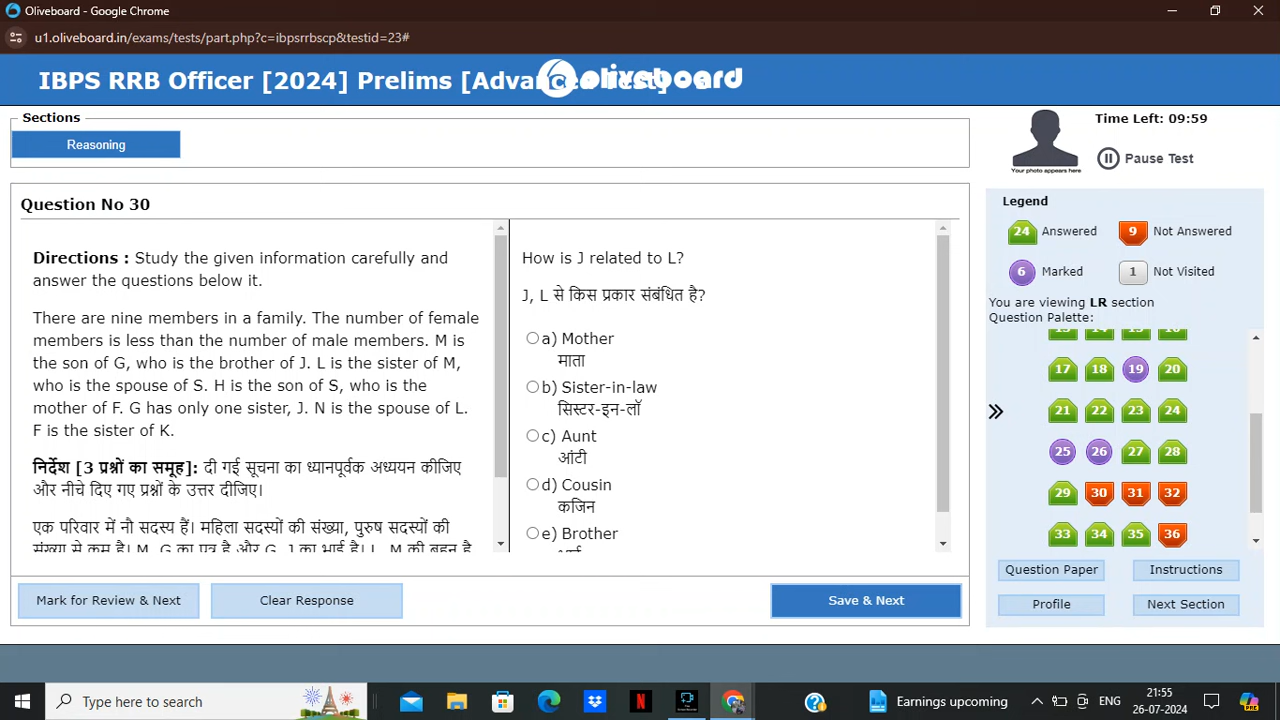 Oliveboard - Google Chrome
u1.oliveboard.in/exams/tests/part.php?c=ibpsrrbscp&testid=23#
IBPS RRB Officer [2024] Prelims [Advanced Test]
oliveboard
Sections
Reasoning
Question No 30
Directions : Study the given information carefully and
answer the questions below it.
There are nine members in a family. The number of female
members is less than the number of male members. M is
the son of G, who is the brother of J. L is the sister of M,
who is the spouse of S. H is the son of S, who is the
mother of F. G has only one sister, J. N is the spouse of L.
F is the sister of K.
निर्देश [3 प्रश्नों का समूह]: दी गई सूचना का ध्यानपूर्वक अध्ययन कीजिए
और नीचे दिए गए प्रश्नों के उत्तर दीजिए।
एक परिवार में नौ सदस्य हैं। महिला सदस्यों की संख्या, पुरुष सदस्यों की
संख्या से कम है। M, G का पुत्र है और G, J का भाई है। L, M की बहन है
How is J related to L?
J, L से किस प्रकार संबंधित है?
a) Mother
माता
b) Sister-in-law
सिस्टर-इन-लॉ
c) Aunt
आंटी
d) Cousin
कजिन
e) Brother
Mark for Review & Next
Clear Response
Save & Next
Your photo appears here
Time Left: 09:59
Pause Test
Legend
24 Answered
9 Not Answered
6 Marked
1 Not Visited
You are viewing LR section
Question Palette:
13 14 15 16
17 18 19 20
21 22 23 24
25 26 27 28
29 30 31 32
33 34 35 36
Question Paper
Instructions
Profile
Next Section
Type here to search
Earnings upcoming
ENG
21:55
26-07-2024